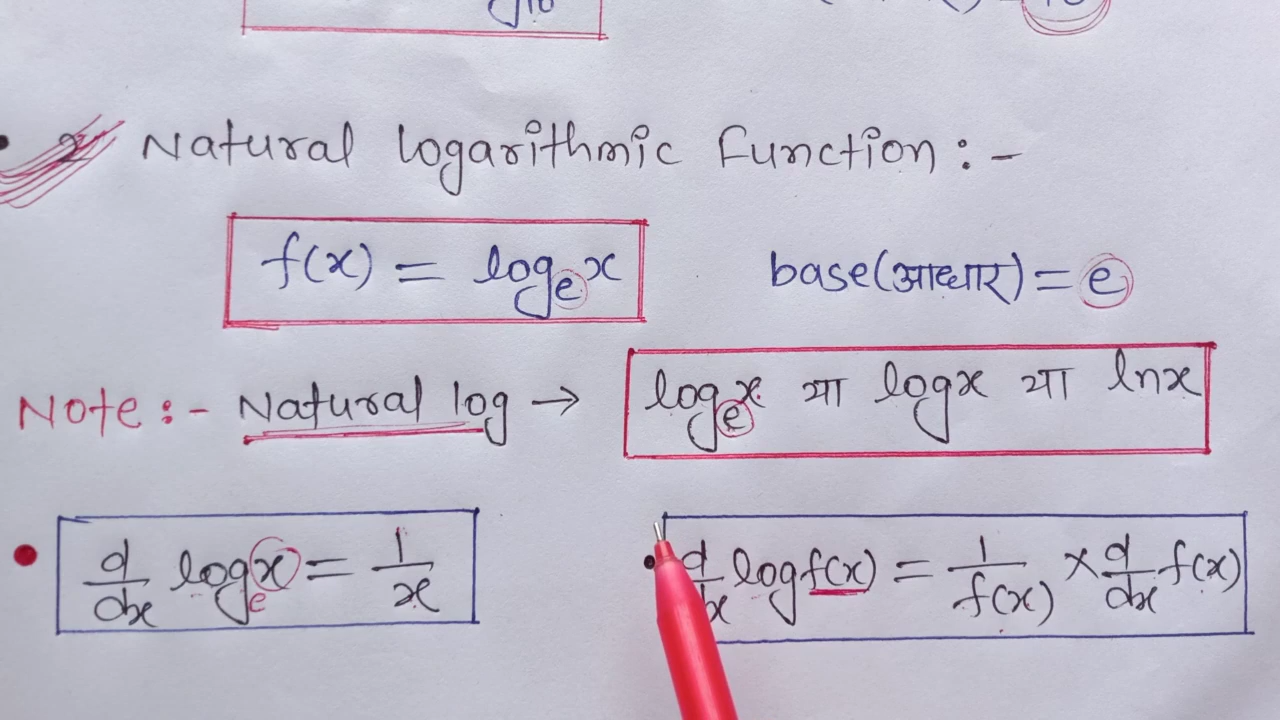 2 Natural logarithmic Function :-
f(x) = logₑx base(आधार) = e
Note :- Natural log → logₑx या logx या lnx
d/dx logₑx = 1/x
d/dx log f(x) = 1/f(x) × d/dx f(x)